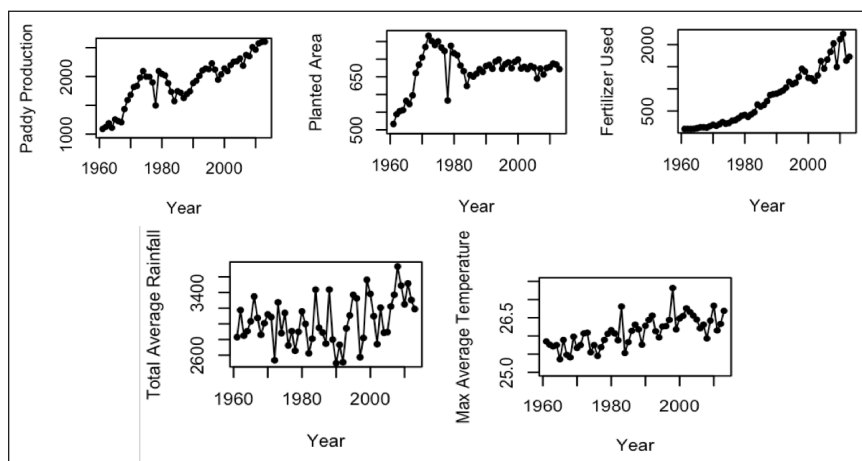 Paddy Production
1000 2000
1960 1980 2000
Year
Planted Area
500 650
1960 1980 2000
Year
Fertilizer Used
500 2000
1960 1980 2000
Year
Total Average Rainfall
2600 3400
1960 1980 2000
Year
Max Average Temperature
25.0 26.5
1960 1980 2000
Year